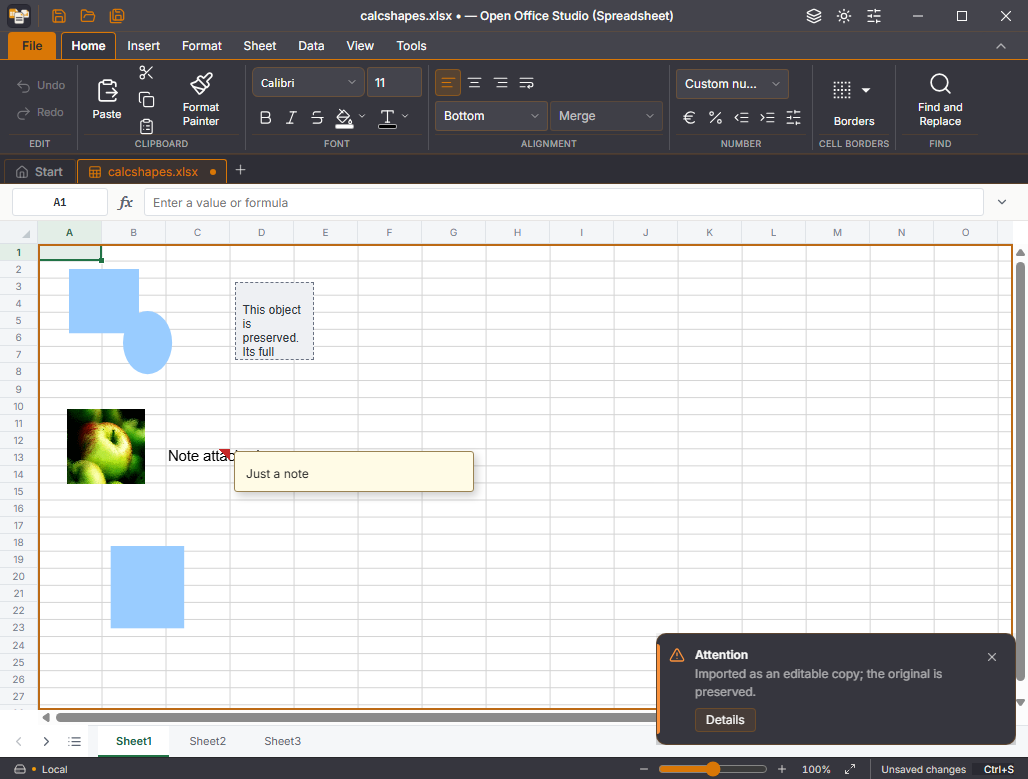 calcshapes.xlsx • — Open Office Studio (Spreadsheet)
File Home Insert Format Sheet Data View Tools
Undo
Redo
EDIT
Paste
Format
Painter
CLIPBOARD
Calibri 11
B I S T
FONT
Bottom Merge
ALIGNMENT
Custom nu...
€ %
NUMBER
Borders
CELL BORDERS
Find and
Replace
FIND
Start calcshapes.xlsx • +
A1 fx Enter a value or formula
A B C D E F G H I J K L M N O
1
2
3
4
5
6
7
8
9
10
11
12
13
14
15
16
17
18
19
20
21
22
23
24
25
26
27
This object
is
preserved.
Its full
Note
Just a note
Attention
Imported as an editable copy; the original is
preserved.
Details
Sheet1 Sheet2 Sheet3
Local
100%
Unsaved changes Ctrl+S